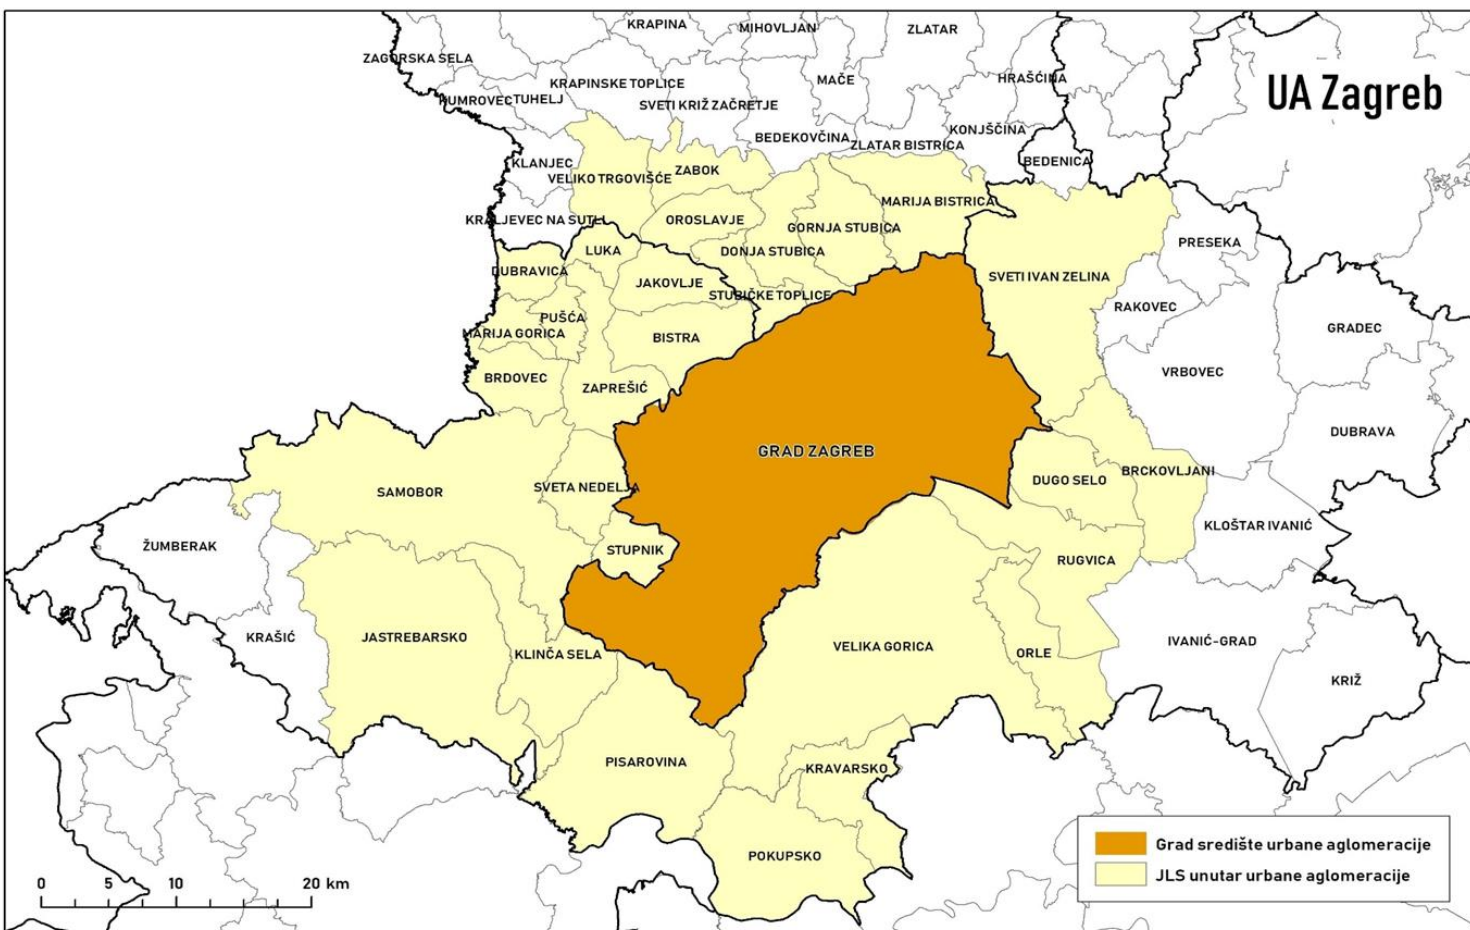 UA Zagreb
KRAPINA
MIHOVLJAN
ZLATAR
ZAGORSKA SELA
KRAPINSKE TOPLICE
MAČE
HRAŠĆINA
KUMROVEC
TUHELJ
SVETI KRIŽ ZAČRETJE
BEDEKOVČINA
KONJŠČINA
ZLATAR BISTRICA
BEDENICA
KLANJEC
VELIKO TRGOVIŠĆE
ZABOK
MARIJA BISTRICA
KRALJEVEC NA SUTLI
OROSLAVJE
GORNJA STUBICA
PRESEKA
LUKA
DONJA STUBICA
DUBRAVICA
JAKOVLJE
SVETI IVAN ZELINA
STUBIČKE TOPLICE
RAKOVEC
PUŠĆA
MARIJA GORICA
BISTRA
GRADEC
BRDOVEC
ZAPREŠIĆ
VRBOVEC
DUBRAVA
GRAD ZAGREB
SAMOBOR
SVETA NEDELJA
DUGO SELO
BRCKOVLJANI
KLOŠTAR IVANIĆ
ŽUMBERAK
STUPNIK
RUGVICA
KRAŠIĆ
JASTREBARSKO
KLINČA SELA
VELIKA GORICA
ORLE
IVANIĆ-GRAD
KRIŽ
PISAROVINA
KRAVARSKO
POKUPSKO
Grad središte urbane aglomeracije
JLS unutar urbane aglomeracije
0 5 10 20 km